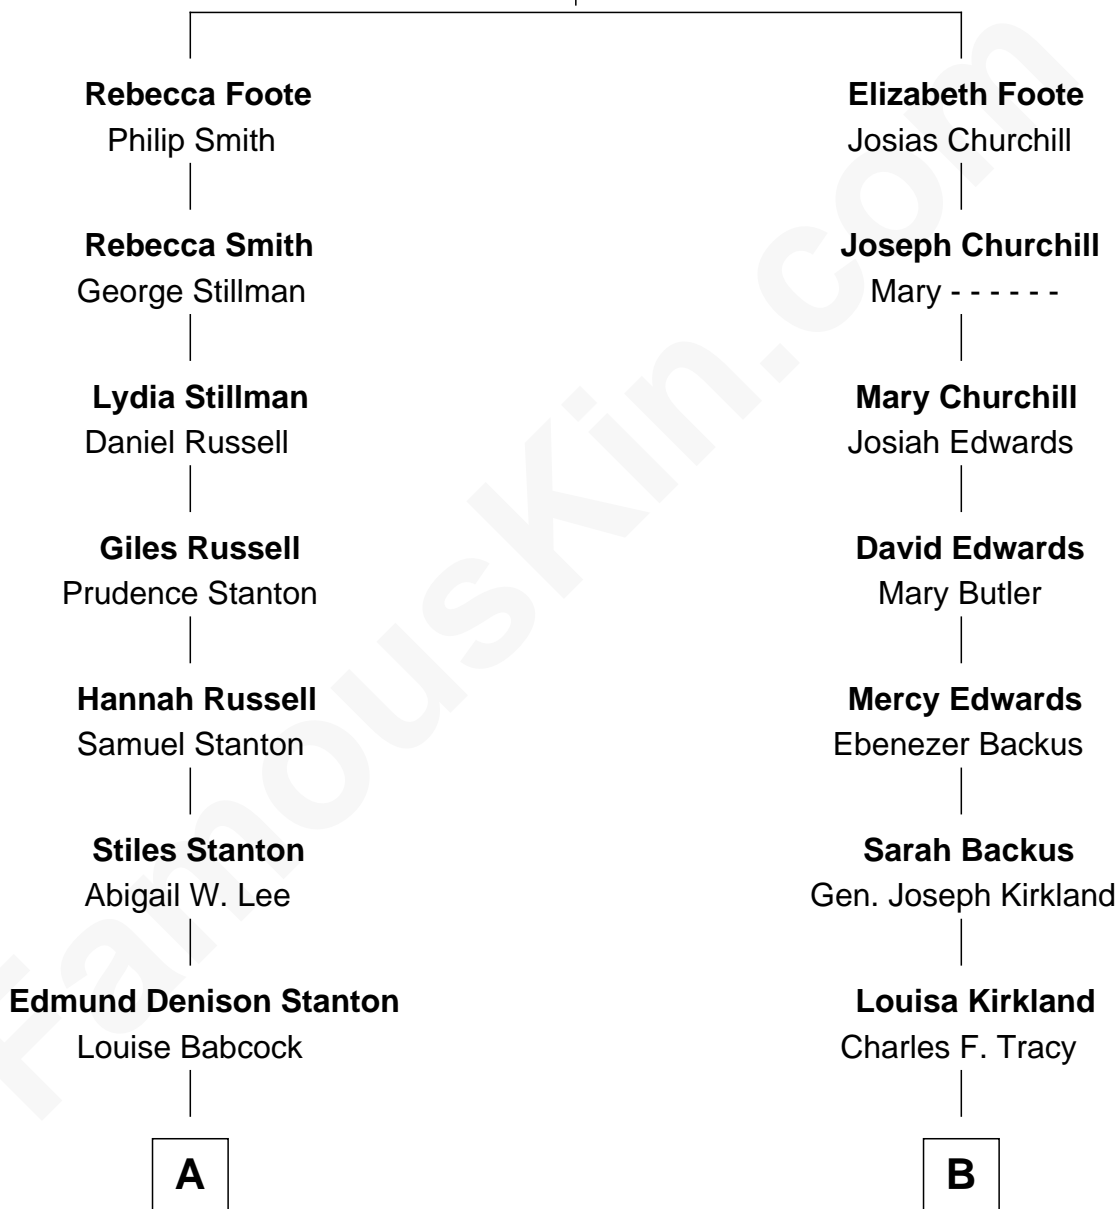 Rebecca Foote
Philip Smith
Rebecca Smith
George Stillman
Lydia Stillman
Daniel Russell
Giles Russell
Prudence Stanton
Hannah Russell
Samuel Stanton
Stiles Stanton
Abigail W. Lee
Edmund Denison Stanton
Louise Babcock
A
Elizabeth Foote
Josias Churchill
Joseph Churchill
Mary - - - - - -
Mary Churchill
Josiah Edwards
David Edwards
Mary Butler
Mercy Edwards
Ebenezer Backus
Sarah Backus
Gen. Joseph Kirkland
Louisa Kirkland
Charles F. Tracy
B
FamousKin.com